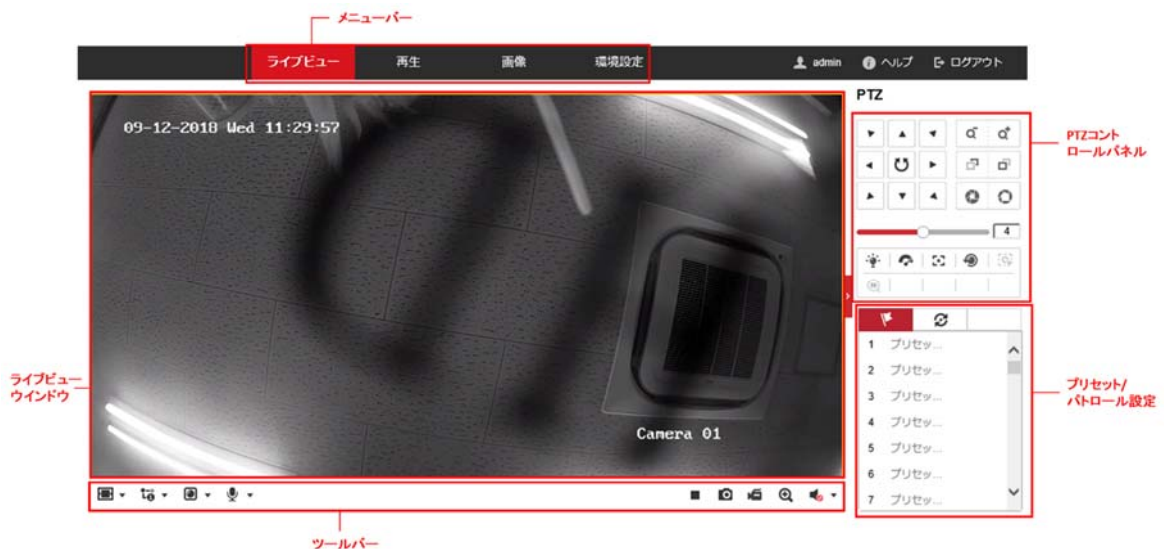 メニューバー
ライブビュー 再生 画像 環境設定 admin ヘルプ ログアウト
PTZ
09-12-2018 Wed 11:29:57
PTZコント
ロールパネル
4
ライブビュー
ウインドウ
Camera 01
1 プリセッ...
2 プリセッ...
3 プリセッ...
4 プリセッ...
5 プリセッ...
6 プリセッ...
7 プリセッ...
プリセット/
パトロール設定
ツールバー